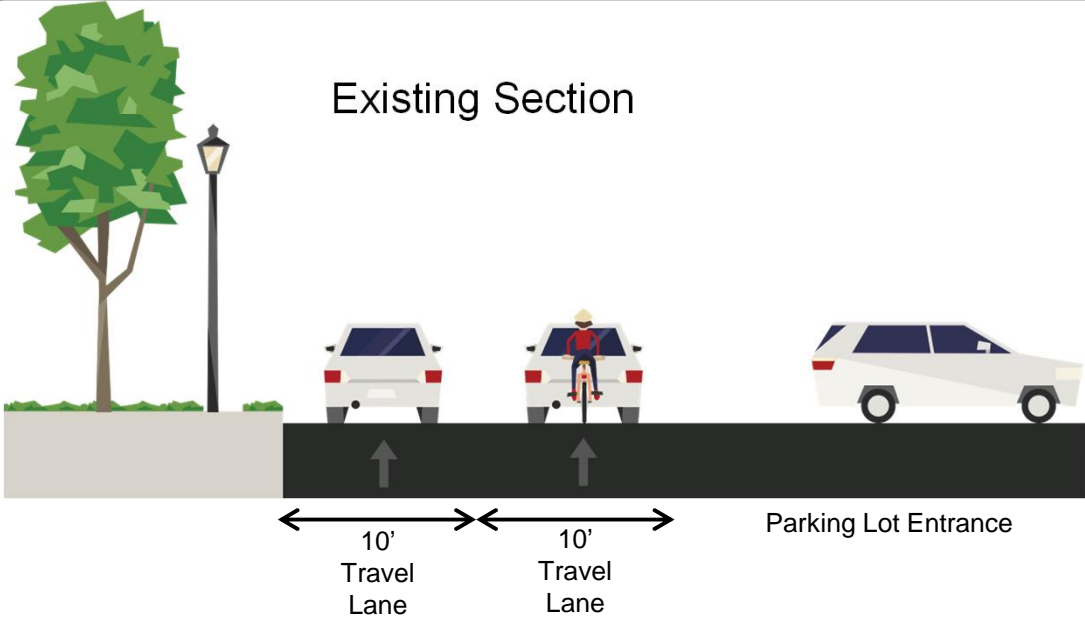 Existing Section
10’
Travel
Lane
10’
Travel
Lane
Parking Lot Entrance